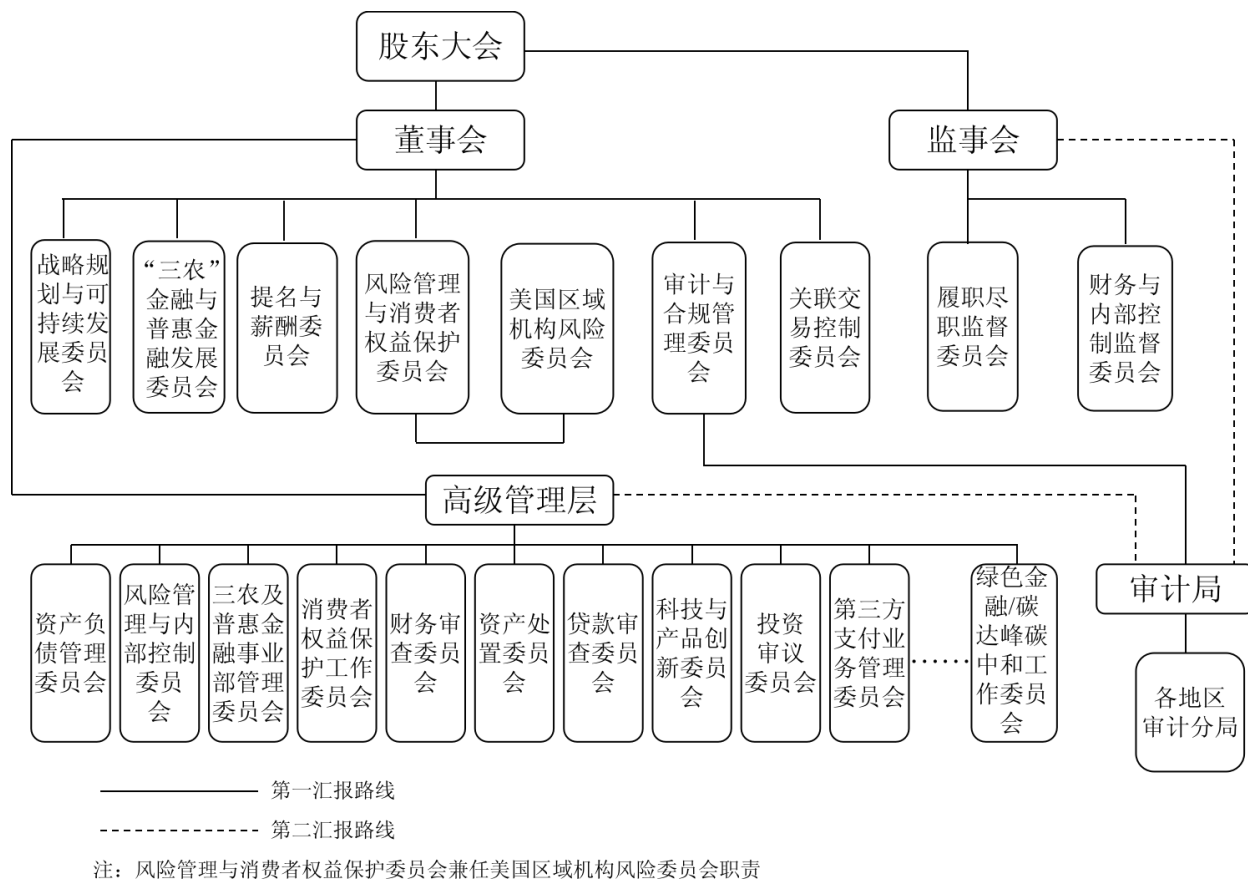 股东大会
董事会
监事会
战略规
划与可
持续发
展委员
会
“三农”
金融与
普惠金
融发展
委员会
提名与
薪酬委
员会
风险管理
与消费者
权益保护
委员会
美国区域
机构风险
委员会
审计与
合规管
理委员
会
关联交
易控制
委员会
履职尽
职监督
委员会
财务与
内部控
制监督
委员会
高级管理层
资产负
债管理
委员会
风险管
理与内
部控制
委员
会
三农及
普惠金
融事业
部管理
委员会
消费者
权益保
护工作
委员会
财务审
查委员
会
资产处
置委员
会
贷款审
查委员
会
科技与
产品创
新委员
会
投资
审议
委员会
第三方
支付业
务管理
委员会
......
绿色金
融/碳
达峰碳
中和工
作委员
会
审计局
各地区
审计分局
第一汇报路线
第二汇报路线
注：风险管理与消费者权益保护委员会兼任美国区域机构风险委员会职责